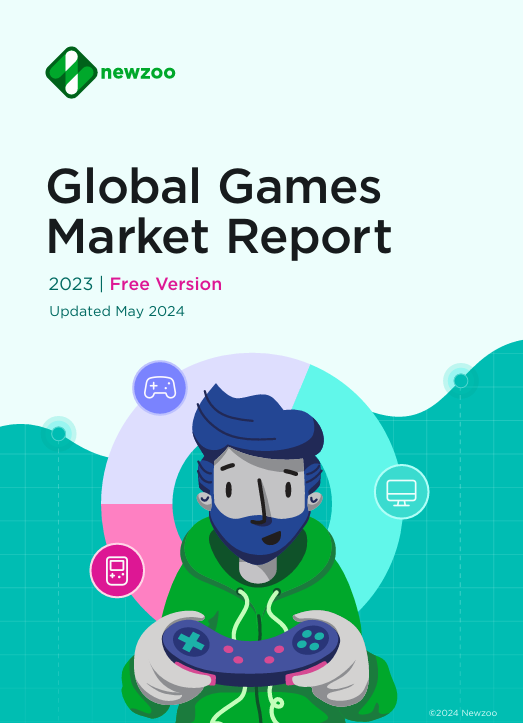 newzoo
Global Games
Market Report
2023 | Free Version
Updated May 2024
©2024 Newzoo